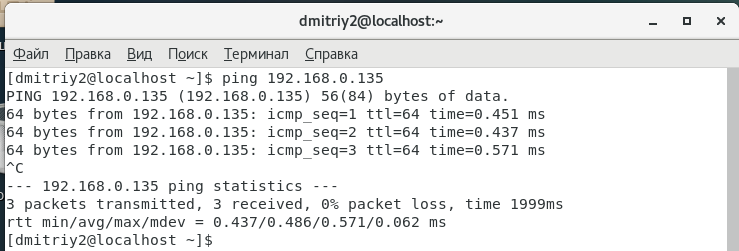 dmitriy2@localhost:~
Файл Правка Вид Поиск Терминал Справка
[dmitriy2@localhost ~]$ ping 192.168.0.135
PING 192.168.0.135 (192.168.0.135) 56(84) bytes of data.
64 bytes from 192.168.0.135: icmp_seq=1 ttl=64 time=0.451 ms
64 bytes from 192.168.0.135: icmp_seq=2 ttl=64 time=0.437 ms
64 bytes from 192.168.0.135: icmp_seq=3 ttl=64 time=0.571 ms
^C
--- 192.168.0.135 ping statistics ---
3 packets transmitted, 3 received, 0% packet loss, time 1999ms
rtt min/avg/max/mdev = 0.437/0.486/0.571/0.062 ms
[dmitriy2@localhost ~]$